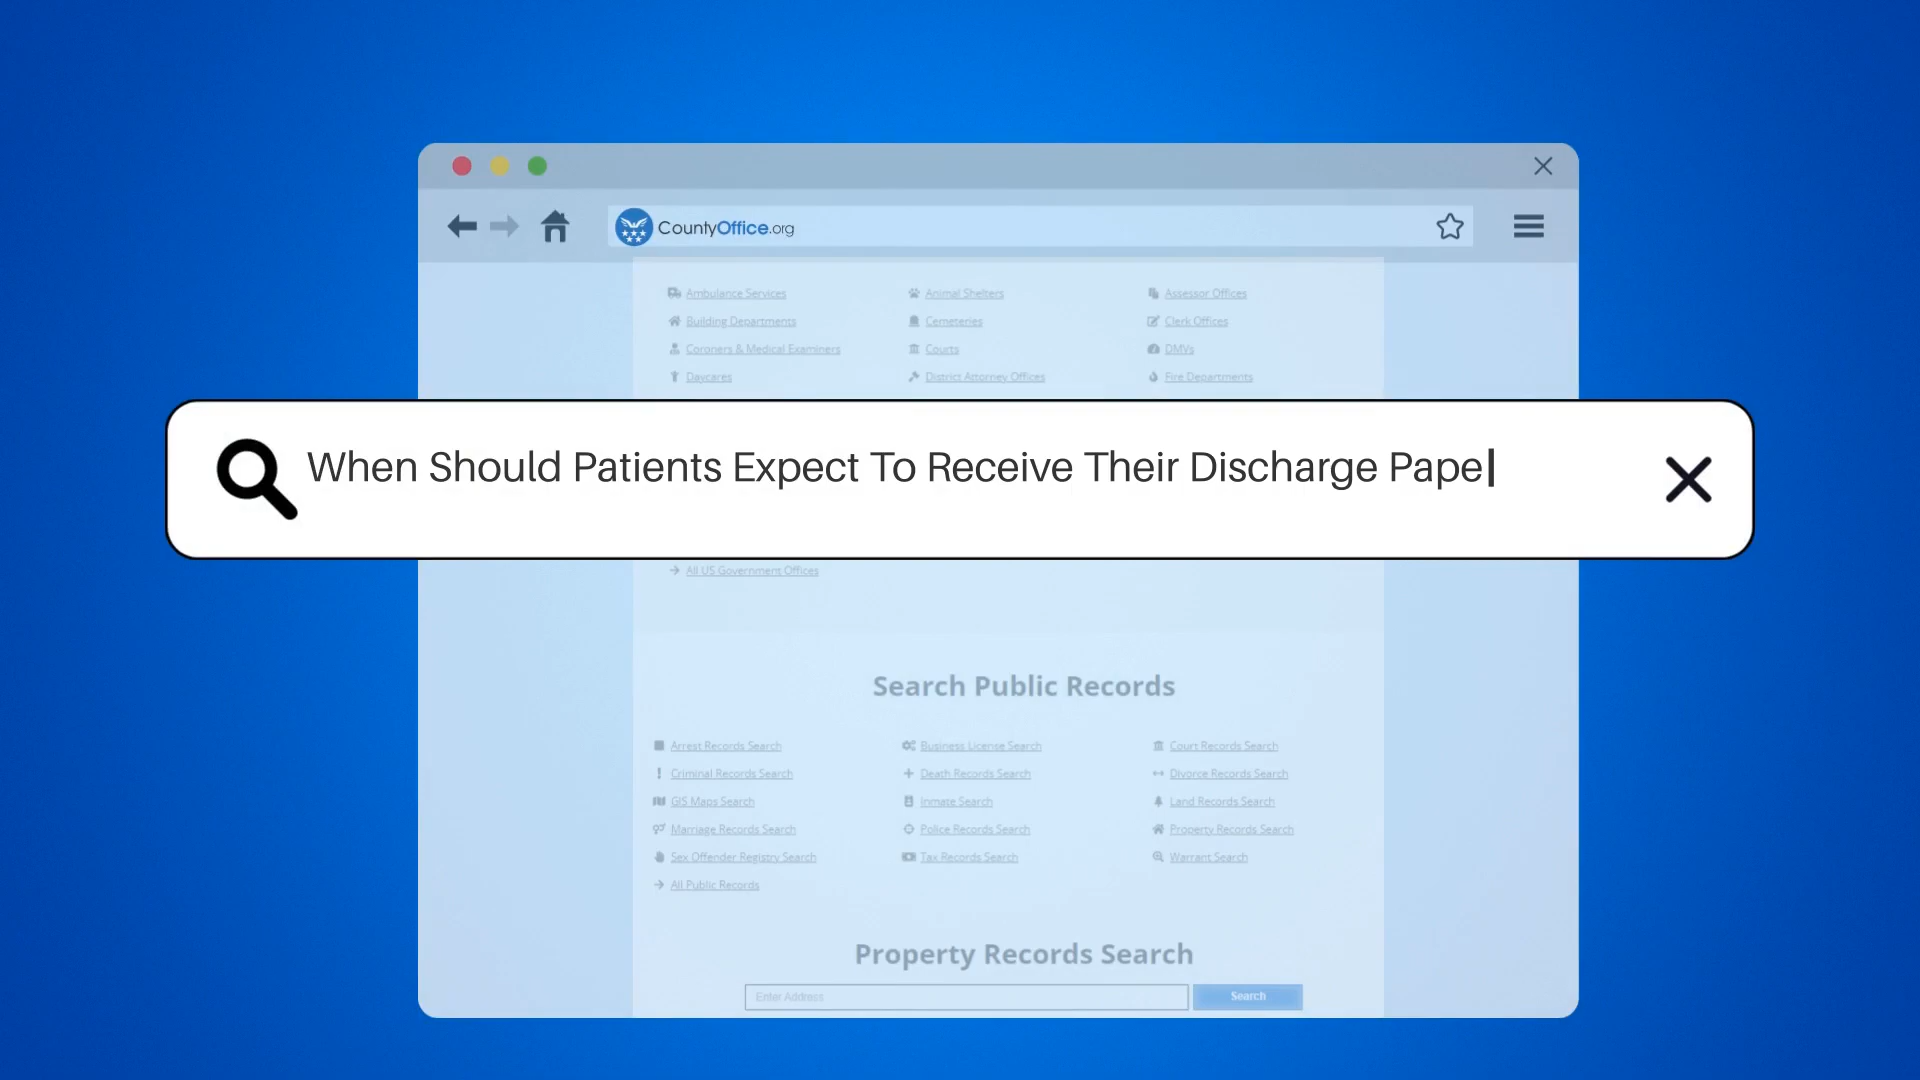 CountyOffice.org
Ambulance Services Animal Shelters Assessor Offices
Building Departments Cemeteries Clerk Offices
Coroners & Medical Examiners Courts DMVs
Daycares District Attorney Offices Fire Departments
When Should Patients Expect To Receive Their Discharge Pape
All US Government Offices
Search Public Records
Arrest Records Search Business License Search Court Records Search
Criminal Records Search Death Records Search Divorce Records Search
GIS Maps Search Inmate Search Land Records Search
Marriage Records Search Police Records Search Property Records Search
Sex Offender Registry Search Tax Records Search Warrant Search
All Public Records
Property Records Search
Enter Address Search